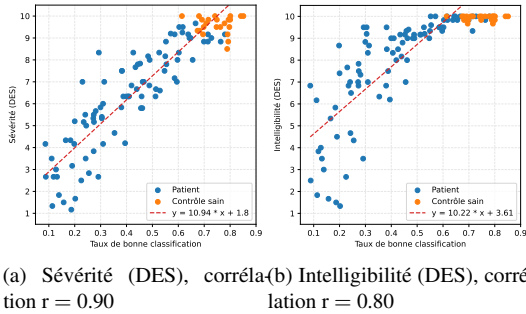 10
9
8
7
6
5
4
3
2
1
Sévérité (DES)
Patient
Contrôle sain
y = 10.94 * x + 1.8
0.1 0.2 0.3 0.4 0.5 0.6 0.7 0.8 0.9
Taux de bonne classification
10
9
8
7
6
5
4
3
2
1
Intelligibilité (DES)
Patient
Contrôle sain
y = 10.22 * x + 3.61
0.1 0.2 0.3 0.4 0.5 0.6 0.7 0.8 0.9
Taux de bonne classification
(a) Sévérité (DES), corréla-
tion r = 0.90
(b) Intelligibilité (DES), corré
lation r = 0.80